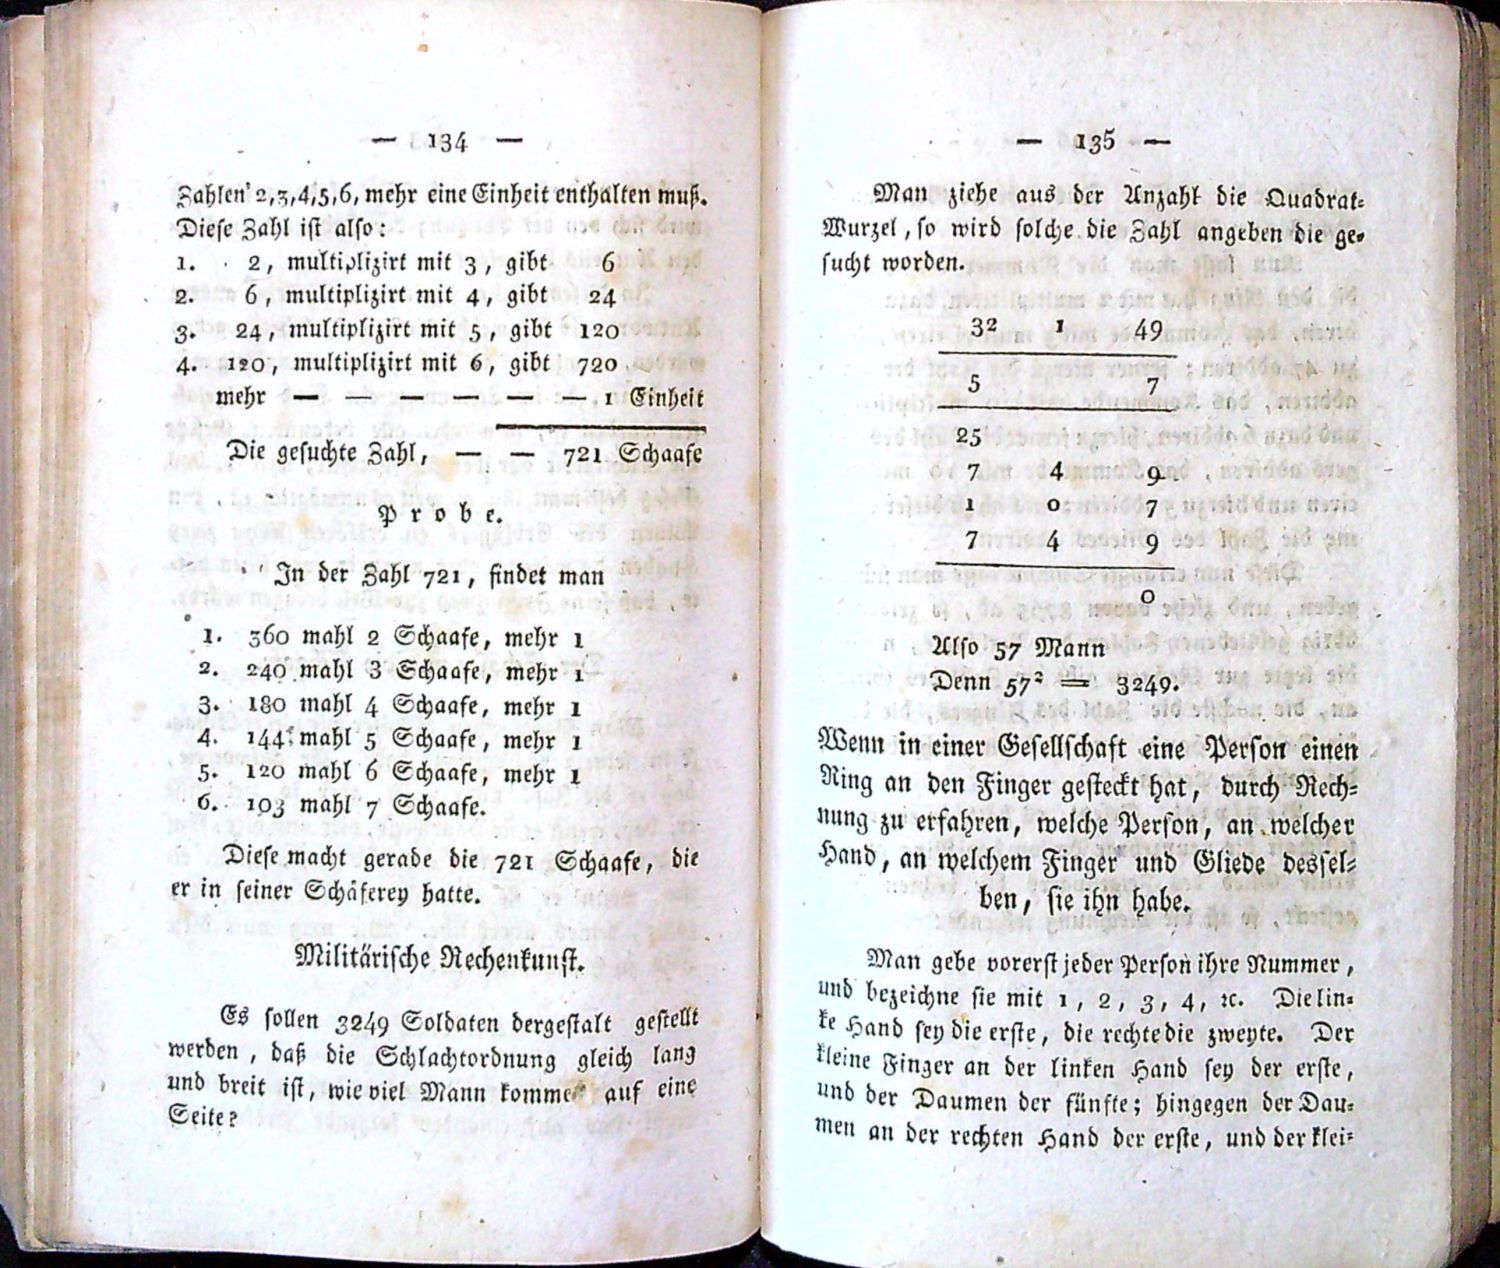 — 134 —
Zahlen 2,3,4,5,6, mehr eine Einheit enthalten muß.
Diese Zahl ist also:
1. 2, multiplizirt mit 3, gibt 6
2. 6, multiplizirt mit 4, gibt 24
3. 24, multiplizirt mit 5, gibt 120
4. 120, multiplizirt mit 6, gibt 720
mehr — — — — — — 1 Einheit
Die gesuchte Zahl, — — 721 Schaafe
Probe.
In der Zahl 721, findet man
1. 360 mahl 2 Schaafe, mehr 1
2. 240 mahl 3 Schaafe, mehr 1
3. 180 mahl 4 Schaafe, mehr 1
4. 144 mahl 5 Schaafe, mehr 1
5. 120 mahl 6 Schaafe, mehr 1
6. 103 mahl 7 Schaafe.
Diese macht gerade die 721 Schaafe, die
er in seiner Schäferey hatte.
Militärische Rechenkunst.
Es sollen 3249 Soldaten dergestalt gestellt
werden, daß die Schlachtordnung gleich lang
und breit ist, wie viel Mann kommen auf eine
Seite?
— 135 —
Man ziehe aus der Anzahl die Quadrat-
Wurzel, so wird solche die Zahl angeben die ge-
sucht worden.
32 1 49
5 7
25
7 4 9
1 0 7
7 4 9
0
Also 57 Mann
Denn 57² = 3249.
Wenn in einer Gesellschaft eine Person einen
Ring an den Finger gesteckt hat, durch Rech-
nung zu erfahren, welche Person, an welcher
Hand, an welchem Finger und Gliede dessel-
ben, sie ihn habe.
Man gebe vorerst jeder Person ihre Nummer,
und bezeichne sie mit 1, 2, 3, 4, ꝛc. Die lin-
ke Hand sey die erste, die rechte die zweyte. Der
kleine Finger an der linken Hand sey der erste,
und der Daumen der fünfte; hingegen der Dau-
men an der rechten Hand der erste, und der klei-